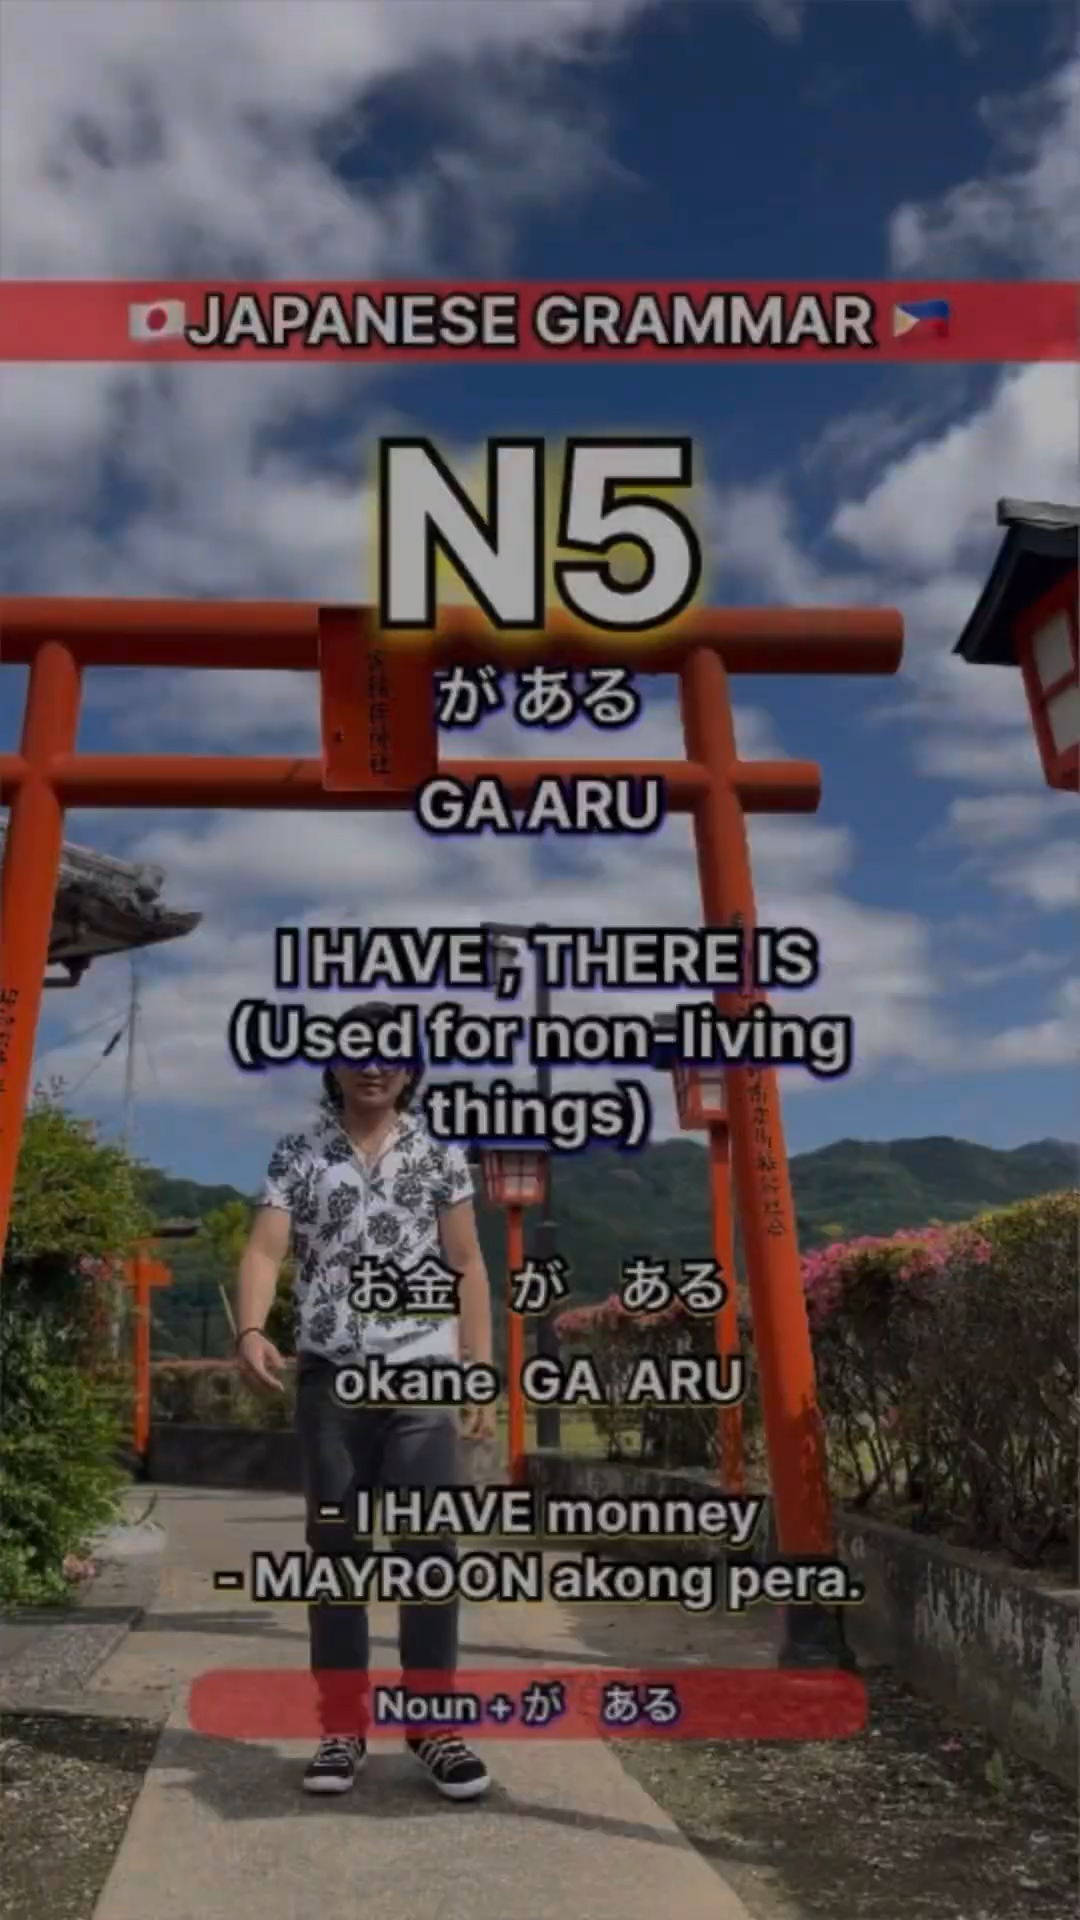 🇯🇵JAPANESE GRAMMAR 🇵🇭
N5
が ある
GA ARU
I HAVE , THERE IS
(Used for non-living
things)
お金 が ある
okane GA ARU
- I HAVE monney
- MAYROON akong pera.
Noun + が ある